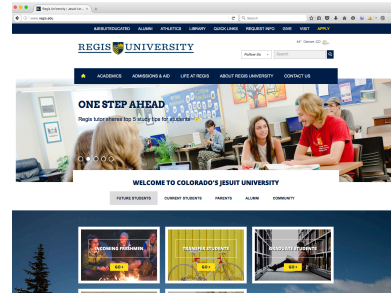 Regis University | Jesuit Un...
www.regis.edu
Search
#JESUITEDUCATED ALUMNI ATHLETICS LIBRARY QUICK LINKS REQUEST INFO GIVE VISIT APPLY
REGIS UNIVERSITY
Denver, CO
Follow Us
Search
ACADEMICS ADMISSIONS & AID LIFE AT REGIS ABOUT REGIS UNIVERSITY CONTACT US
ONE STEP AHEAD
Regis tutor shares top 5 study tips for students
WELCOME TO COLORADO'S JESUIT UNIVERSITY
FUTURE STUDENTS CURRENT STUDENTS PARENTS ALUMNI COMMUNITY
INCOMING FRESHMEN TRANSFER STUDENTS GRADUATE STUDENTS
GO GO GO